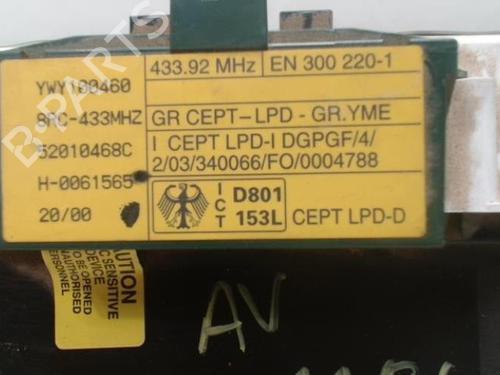 YWY100460
8RC-433MHZ
52010468C
H-0061565
20/00
433.92 MHz
EN 300 220-1
GR CEPT-LPD - GR.YME
I CEPT LPD-I DGPGF/4/
2/03/340066/FO/0004788
I
C
T
D801
153L
CEPT LPD-D
CAUTION
C SENSITIVE
DEVICE
TO BE OPENED
NAUTHORISED
PERSONNEL
AV
B-PARTS